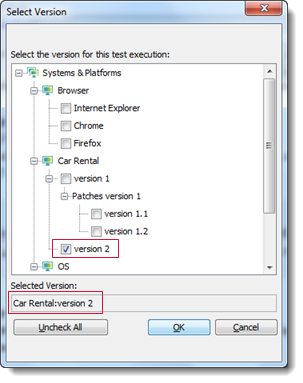 Select Version
Select the version for this test execution:
Systems & Platforms
Browser
Internet Explorer
Chrome
Firefox
Car Rental
version 1
Patches version 1
version 1.1
version 1.2
version 2
OS
Selected Version:
Car Rental:version 2
Uncheck All OK Cancel